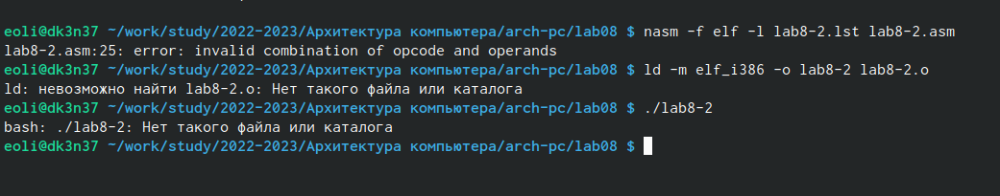 eoli@dk3n37 ~/work/study/2022-2023/Архитектура компьютера/arch-pc/lab08 $ nasm -f elf -l lab8-2.lst lab8-2.asm
lab8-2.asm:25: error: invalid combination of opcode and operands
eoli@dk3n37 ~/work/study/2022-2023/Архитектура компьютера/arch-pc/lab08 $ ld -m elf_i386 -o lab8-2 lab8-2.o
ld: невозможно найти lab8-2.o: Нет такого файла или каталога
eoli@dk3n37 ~/work/study/2022-2023/Архитектура компьютера/arch-pc/lab08 $ ./lab8-2
bash: ./lab8-2: Нет такого файла или каталога
eoli@dk3n37 ~/work/study/2022-2023/Архитектура компьютера/arch-pc/lab08 $